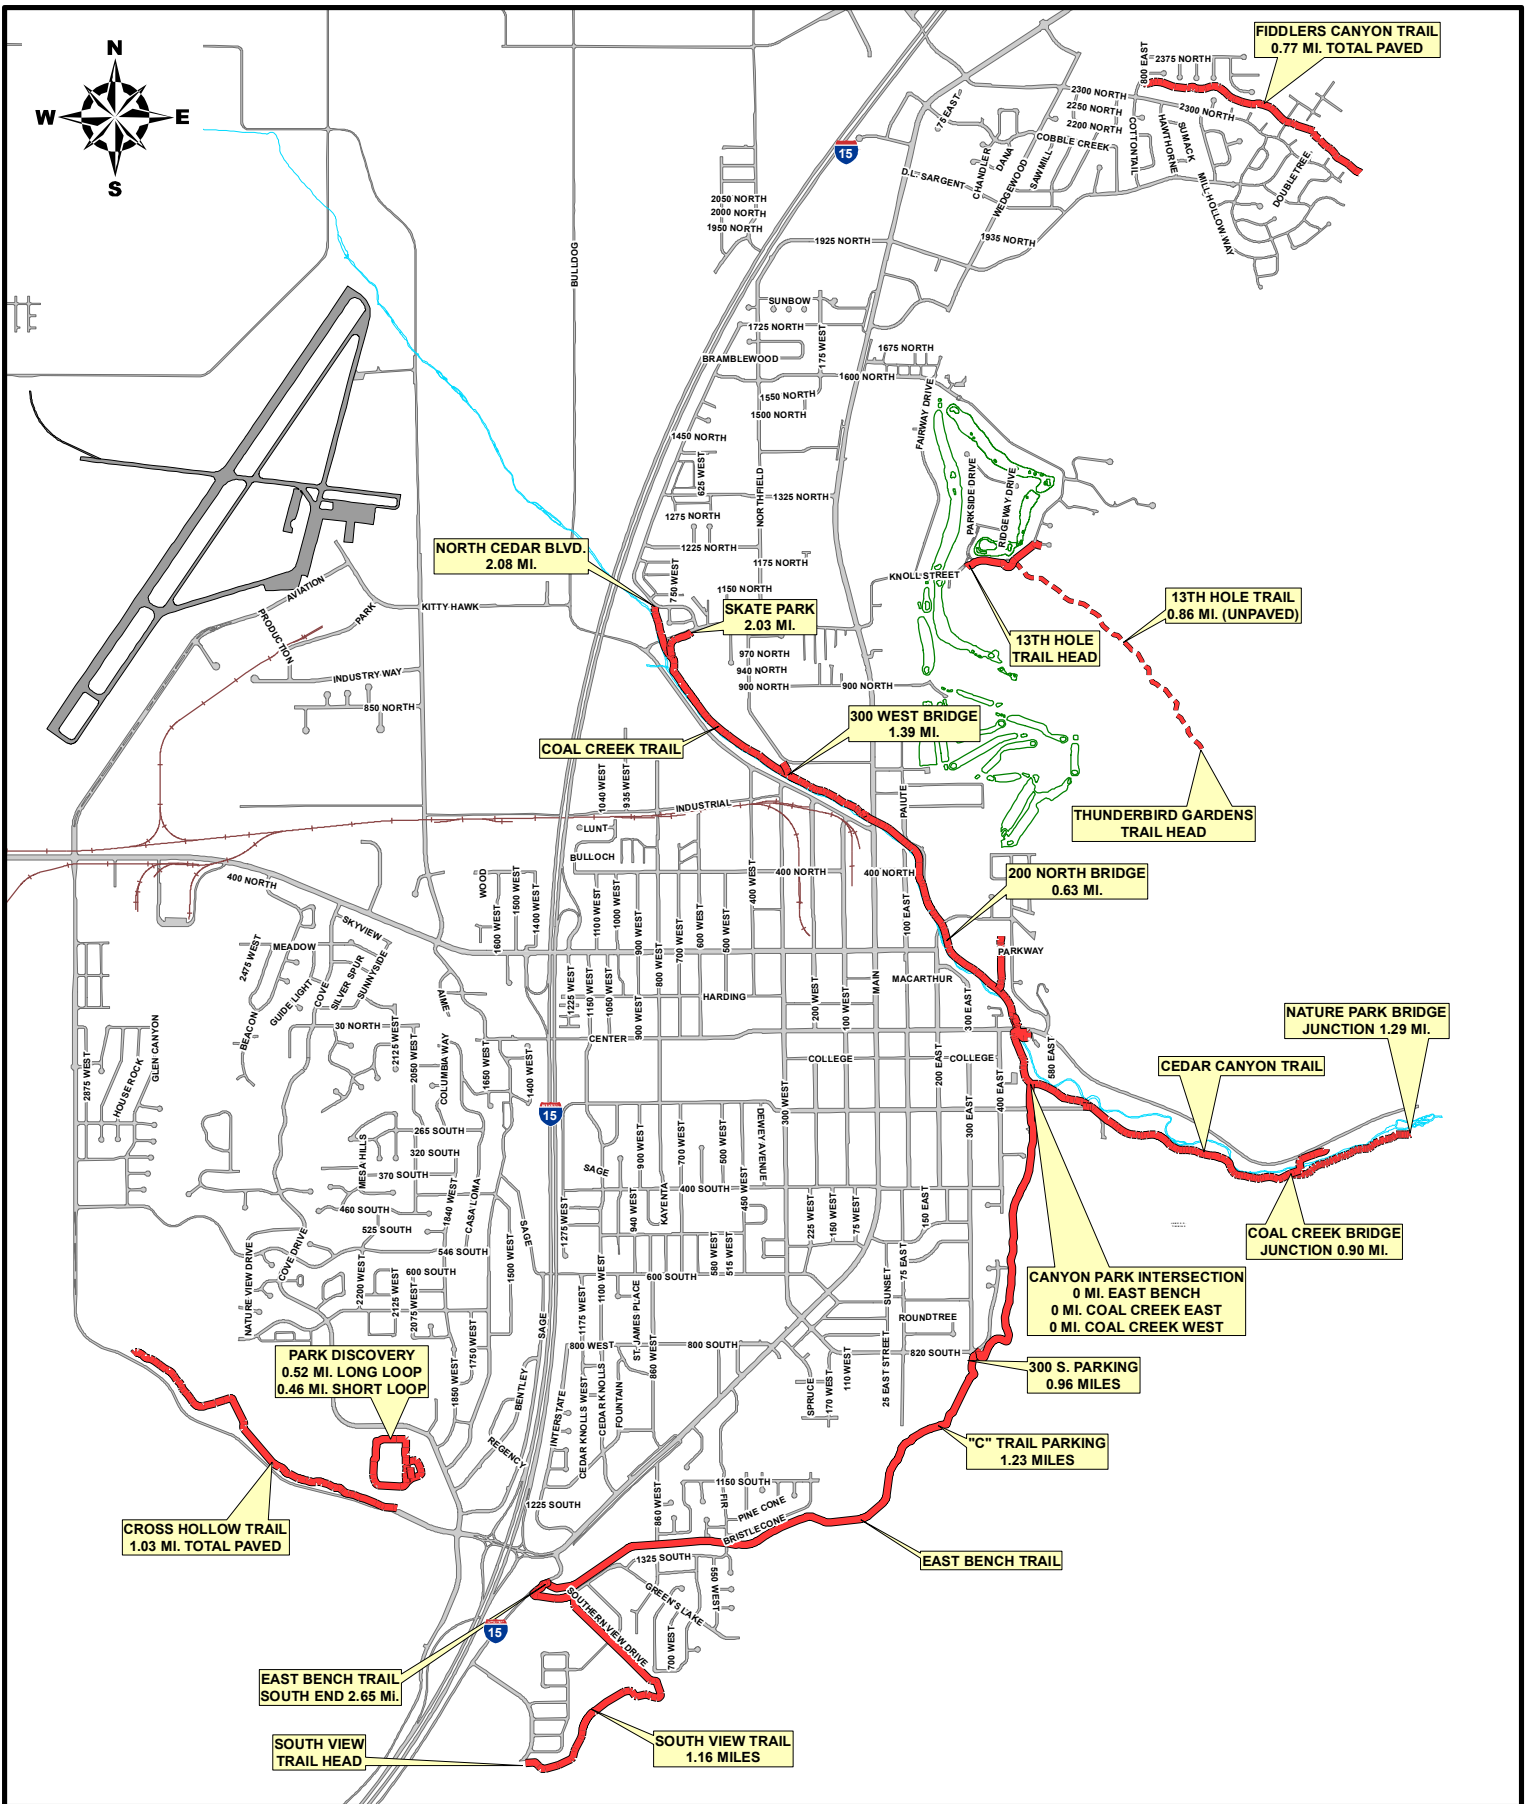 N
W
E
S
FIDDLERS CANYON TRAIL
0.77 MI. TOTAL PAVED
800 EAST
2375 NORTH
2300 NORTH
2250 NORTH
2200 NORTH
2300 NORTH
COBBLE CREEK
COTTONTAIL
HAWTHORNE
SUMACK
DOUBLETREE
MILL HOLLOW WAY
75 EAST
CHANDLER
DANA
WEDGEWOOD
SAWMILL
D.L. SARGENT
1935 NORTH
15
2050 NORTH
2000 NORTH
1950 NORTH
1925 NORTH
BULLDOG
SUNBOW
1725 NORTH
175 WEST
BRAMBLEWOOD
1675 NORTH
1600 NORTH
1550 NORTH
1500 NORTH
FAIRWAY DRIVE
1450 NORTH
625 WEST
NORTHFIELD
1325 NORTH
PARKSIDE DRIVE
RIDGEWAY DRIVE
1275 NORTH
1225 NORTH
1175 NORTH
750 WEST
1150 NORTH
KNOLL STREET
NORTH CEDAR BLVD.
2.08 MI.
SKATE PARK
2.03 MI.
13TH HOLE TRAIL
0.86 MI. (UNPAVED)
13TH HOLE
TRAIL HEAD
AVIATION
PARK
PRODUCTION
KITTY HAWK
INDUSTRY WAY
850 NORTH
970 NORTH
940 NORTH
900 NORTH
900 NORTH
300 WEST BRIDGE
1.39 MI.
COAL CREEK TRAIL
1040 WEST
935 WEST
INDUSTRIAL
PAIUTE
THUNDERBIRD GARDENS
TRAIL HEAD
LUNT
BULLOCH
400 NORTH
400 NORTH
400 NORTH
200 NORTH BRIDGE
0.63 MI.
WOOD
1600 WEST
1500 WEST
1400 WEST
1100 WEST
1000 WEST
900 WEST
800 WEST
700 WEST
600 WEST
500 WEST
400 WEST
100 EAST
PARKWAY
SKYVIEW
MEADOW
2475 WEST
GUIDE LIGHT
COVE
SILVER SPUR
SUNNYSIDE
BEACON
30 NORTH
2125 WEST
2050 WEST
AIME
COLUMBIA WAY
1650 WEST
1400 WEST
1225 WEST
1150 WEST
1050 WEST
900 WEST
HARDING
CENTER
200 WEST
100 WEST
MAIN
MACARTHUR
300 EAST
COLLEGE
COLLEGE
200 EAST
580 EAST
400 EAST
300 EAST
NATURE PARK BRIDGE
JUNCTION 1.29 MI.
CEDAR CANYON TRAIL
2875 WEST
HOUSE ROCK
GLEN CANYON
15
265 SOUTH
320 SOUTH
370 SOUTH
MESA HILLS
460 SOUTH
525 SOUTH
546 SOUTH
600 SOUTH
1840 WEST
CASA LOMA
SAGE
SAGE
1500 WEST
1275 WEST
900 WEST
940 WEST
700 WEST
KAYENTA
500 WEST
450 WEST
DEWEY AVENUE
300 WEST
400 SOUTH
225 WEST
150 WEST
75 WEST
150 EAST
75 EAST
COAL CREEK BRIDGE
JUNCTION 0.90 MI.
CANYON PARK INTERSECTION
0 MI. EAST BENCH
0 MI. COAL CREEK EAST
0 MI. COAL CREEK WEST
NATURE VIEW DRIVE
COVE DRIVE
2200 WEST
2125 WEST
2075 WEST
1850 WEST
1750 WEST
SAGE
580 WEST
515 WEST
600 SOUTH
1100 WEST
1175 WEST
ST. JAMES PLACE
800 WEST
860 WEST
800 SOUTH
SUNSET
ROUNDTREE
820 SOUTH
25 EAST STREET
110 WEST
170 WEST
SPRUCE
300 S. PARKING
0.96 MILES
PARK DISCOVERY
0.52 MI. LONG LOOP
0.46 MI. SHORT LOOP
BENTLEY
REGENCY
INTERSTATE
CEDAR KNOLLS WEST
CEDAR KNOLLS
FOUNTAIN
"C" TRAIL PARKING
1.23 MILES
1150 SOUTH
PINE CONE
BRISTLECONE
FIR
860 WEST
1225 SOUTH
1325 SOUTH
CROSS HOLLOW TRAIL
1.03 MI. TOTAL PAVED
EAST BENCH TRAIL
GREEN'S LAKE
550 WEST
700 WEST
SOUTHERN VIEW DRIVE
15
EAST BENCH TRAIL
SOUTH END 2.65 Mi.
SOUTH VIEW
TRAIL HEAD
SOUTH VIEW TRAIL
1.16 MILES